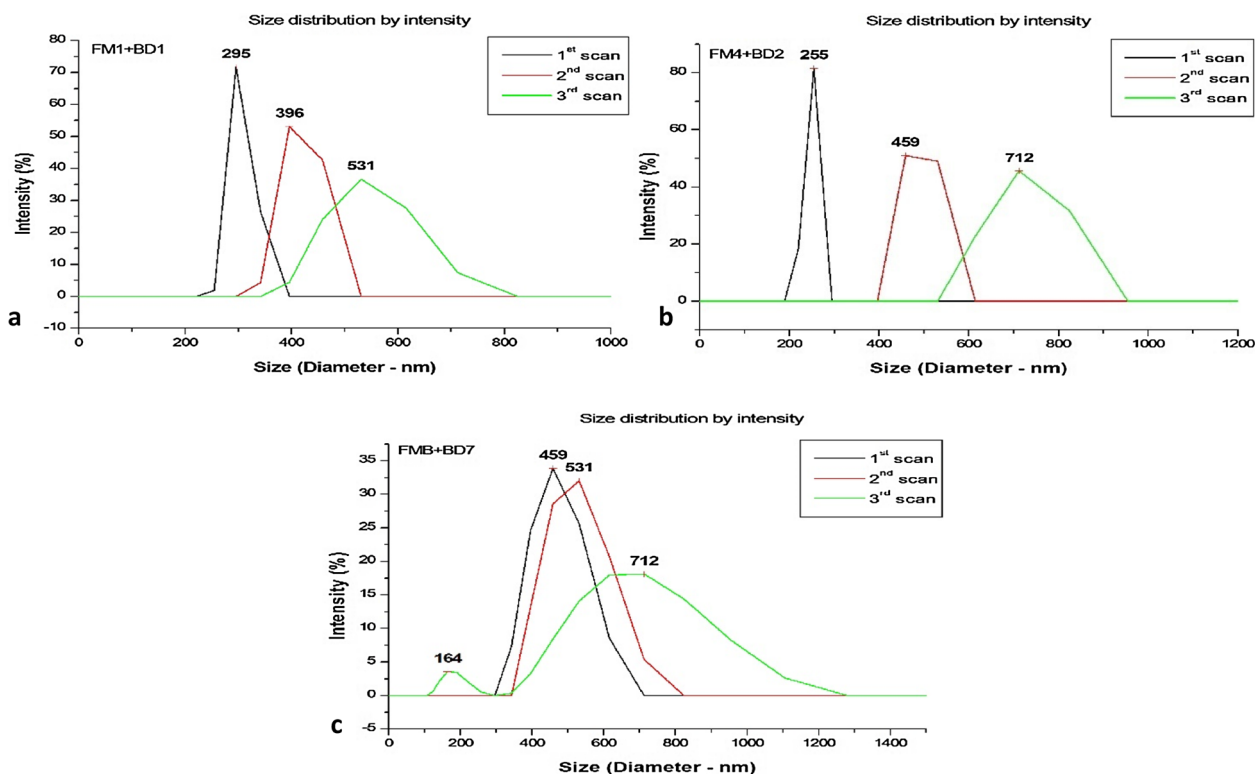 Size distribution by intensity
FM1+BD1
295
396
531
1et scan
2nd scan
3rd scan
80
70
60
50
40
30
20
10
0
-10
Intensity (%)
0 200 400 600 800 1000
Size (Diameter - nm)
a
Size distribution by intensity
FM4+BD2
255
459
712
1st scan
2nd scan
3rd scan
80
60
40
20
0
Intensity (%)
0 200 400 600 800 1000 1200
Size (Diameter - nm)
b
Size distribution by intensity
FMB+BD7
459
531
712
164
1st scan
2nd scan
3rd scan
35
30
25
20
15
10
5
0
-5
Intensity (%)
0 200 400 600 800 1000 1200 1400
Size (Diameter - nm)
c